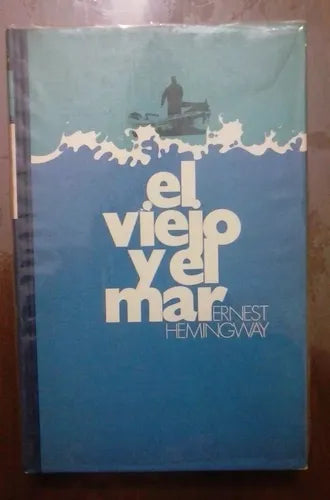 el
viejo
y el
mar
ERNEST
HEMINGWAY